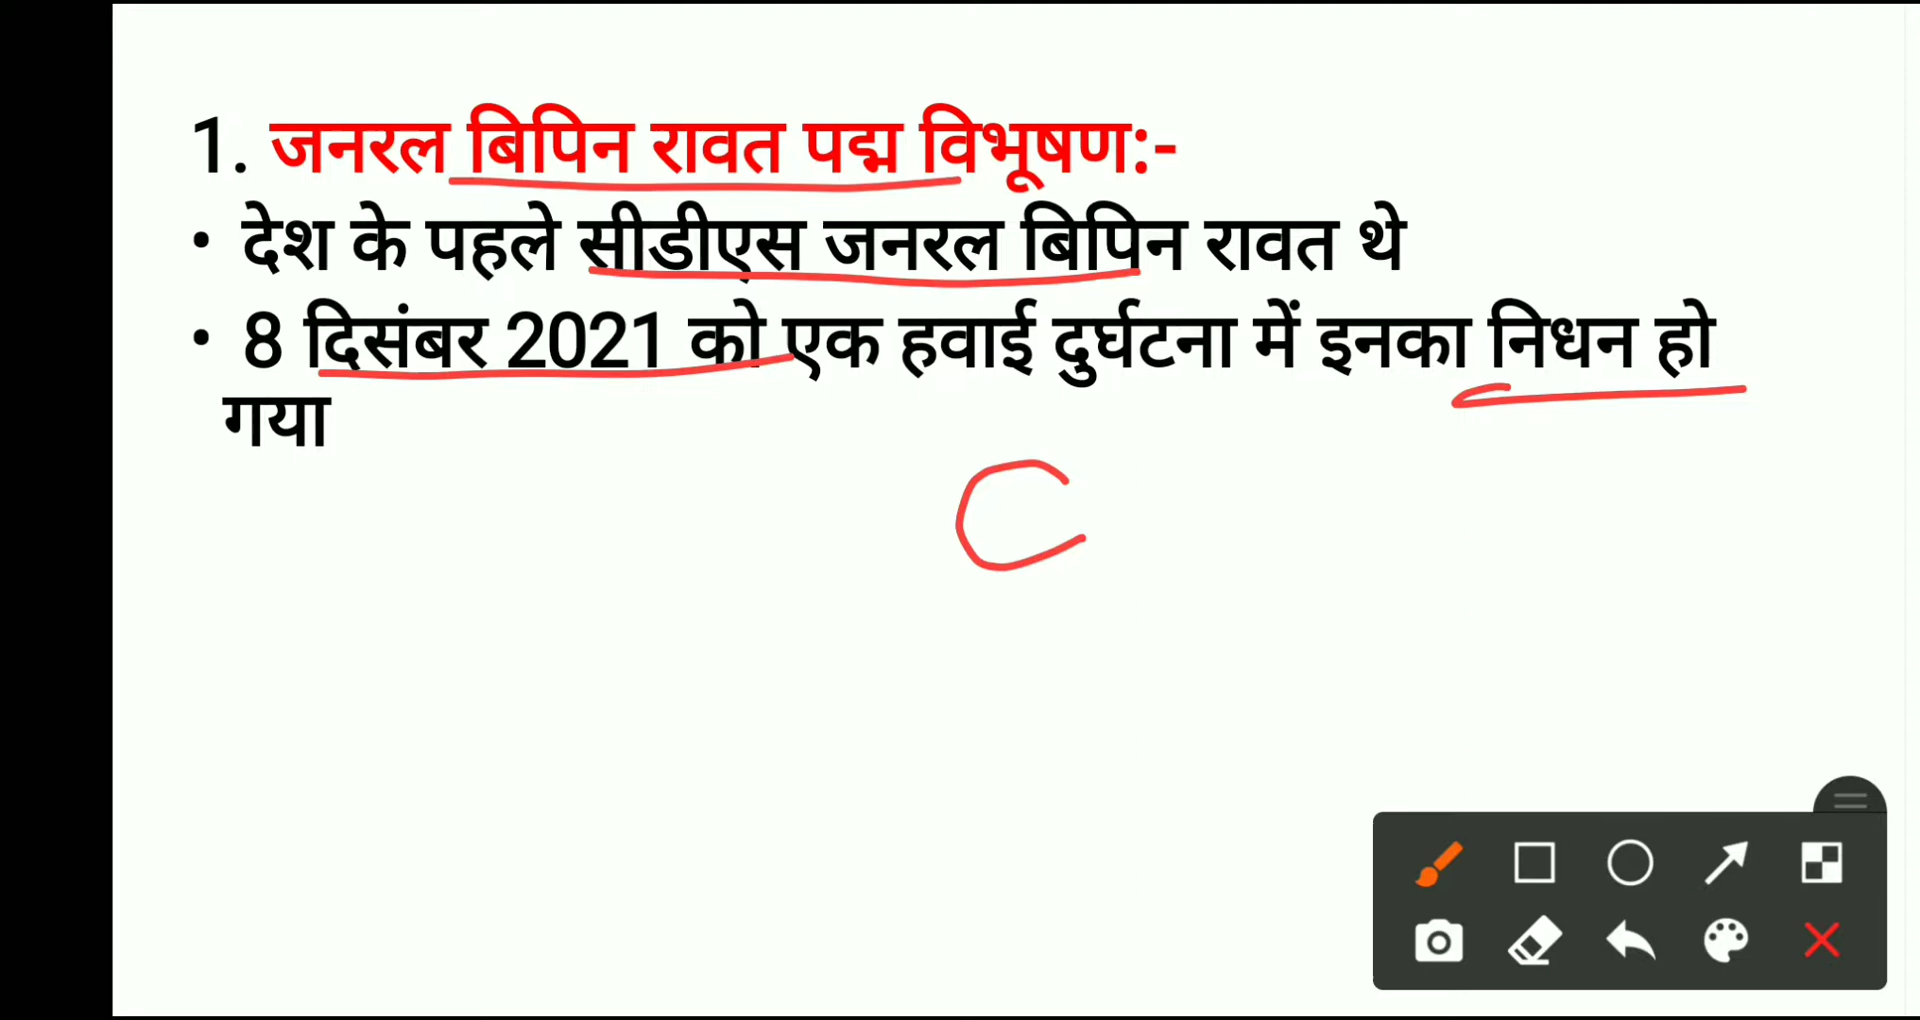 1. जनरल बिपिन रावत पद्म विभूषण:-
• देश के पहले सीडीएस जनरल बिपिन रावत थे
• 8 दिसंबर 2021 को एक हवाई दुर्घटना में इनका निधन हो
गया
C